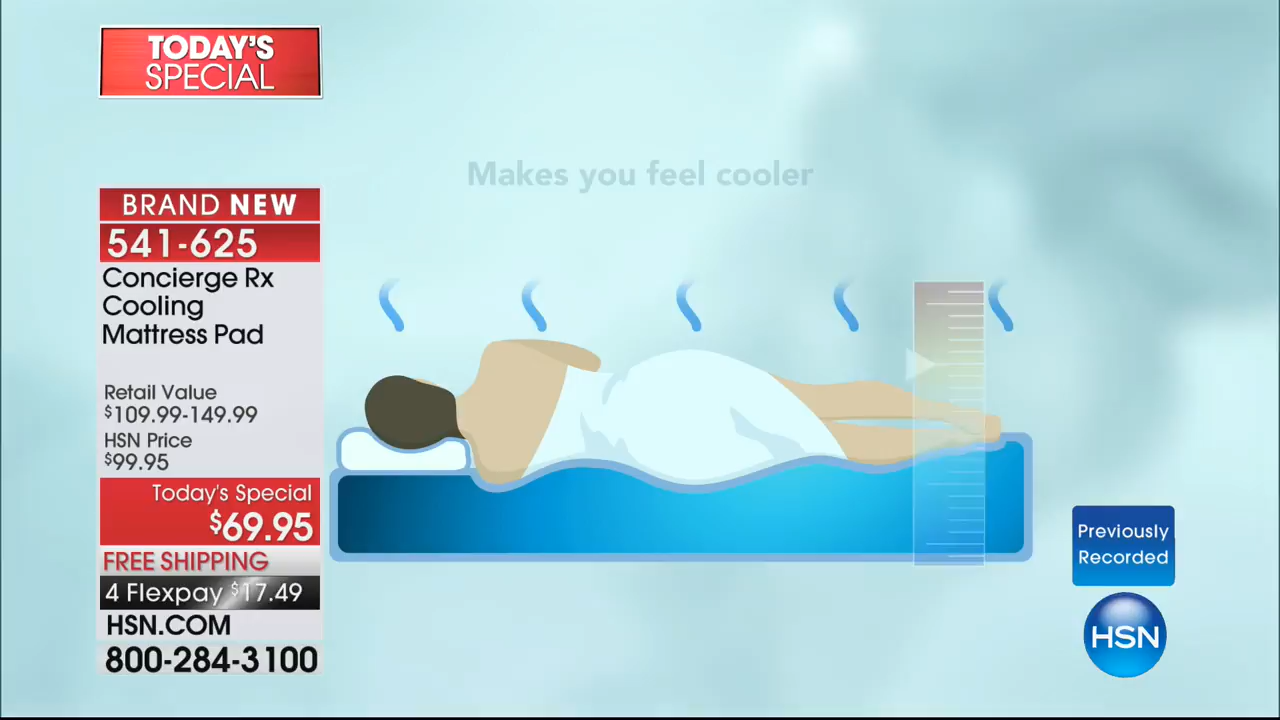 TODAY'S
SPECIAL
Makes you feel cooler
BRAND NEW
541-625
Concierge Rx
Cooling
Mattress Pad
Retail Value
$109.99-149.99
HSN Price
$99.95
Today's Special
$69.95
FREE SHIPPING
4 Flexpay $17.49
HSN.COM
800-284-3100
Previously
Recorded
HSN